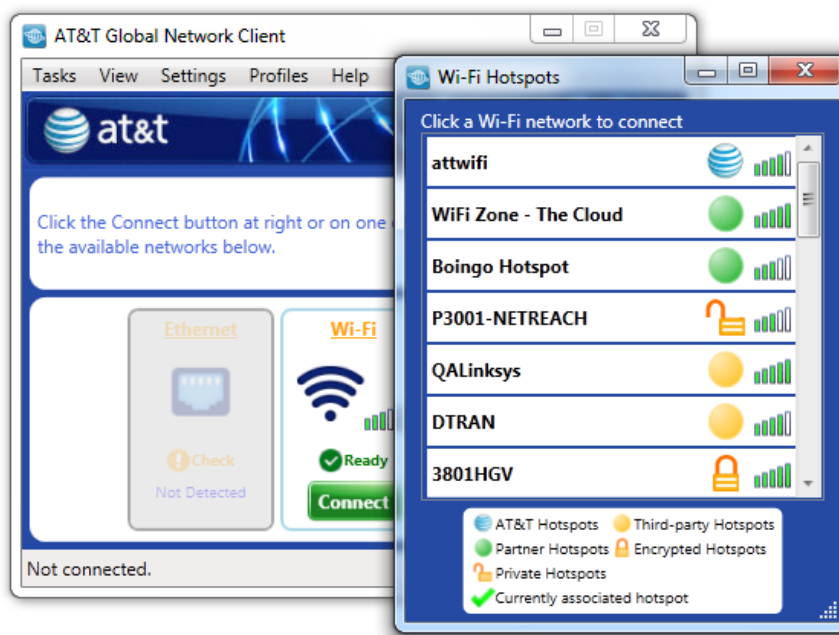 AT&T Global Network Client
Tasks View Settings Profiles Help
at&t
Click the Connect button at right or on one
the available networks below.
Ethernet
Check
Not Detected
Wi-Fi
Ready
Connect
Not connected.
Wi-Fi Hotspots
Click a Wi-Fi network to connect
attwifi
WiFi Zone - The Cloud
Boingo Hotspot
P3001-NETREACH
QALinksys
DTRAN
3801HGV
AT&T Hotspots Third-party Hotspots
Partner Hotspots Encrypted Hotspots
Private Hotspots
Currently associated hotspot